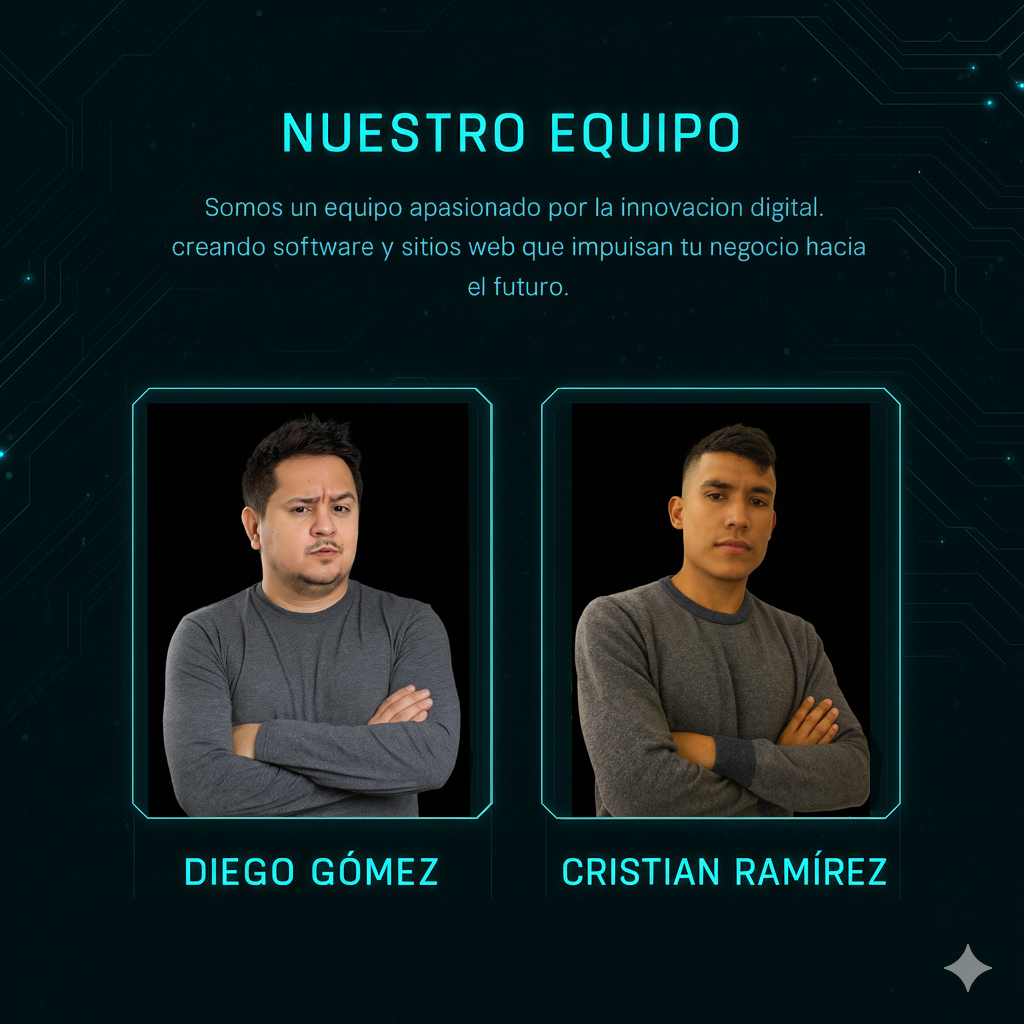 NUESTRO EQUIPO
Somos un equipo apasionado por la innovacion digital.
creando software y sitios web que impuisan tu negocio hacia
el futuro.
DIEGO GÓMEZ
CRISTIAN RAMÍREZ